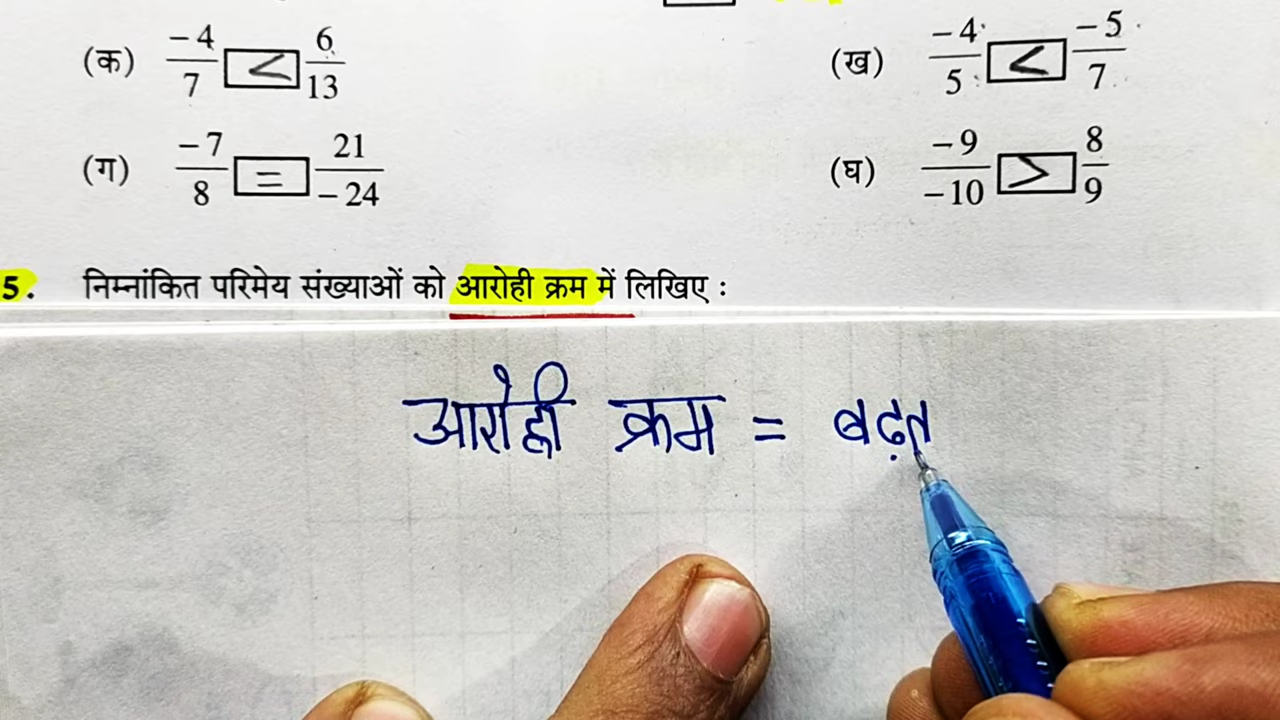 (क) -4/7 < 6/13 (ख) -4/5 < -5/7
(ग) -7/8 = 21/-24 (घ) -9/-10 > 8/9
5. निम्नांकित परिमेय संख्याओं को आरोही क्रम में लिखिए :
आरोही क्रम = बढ़त